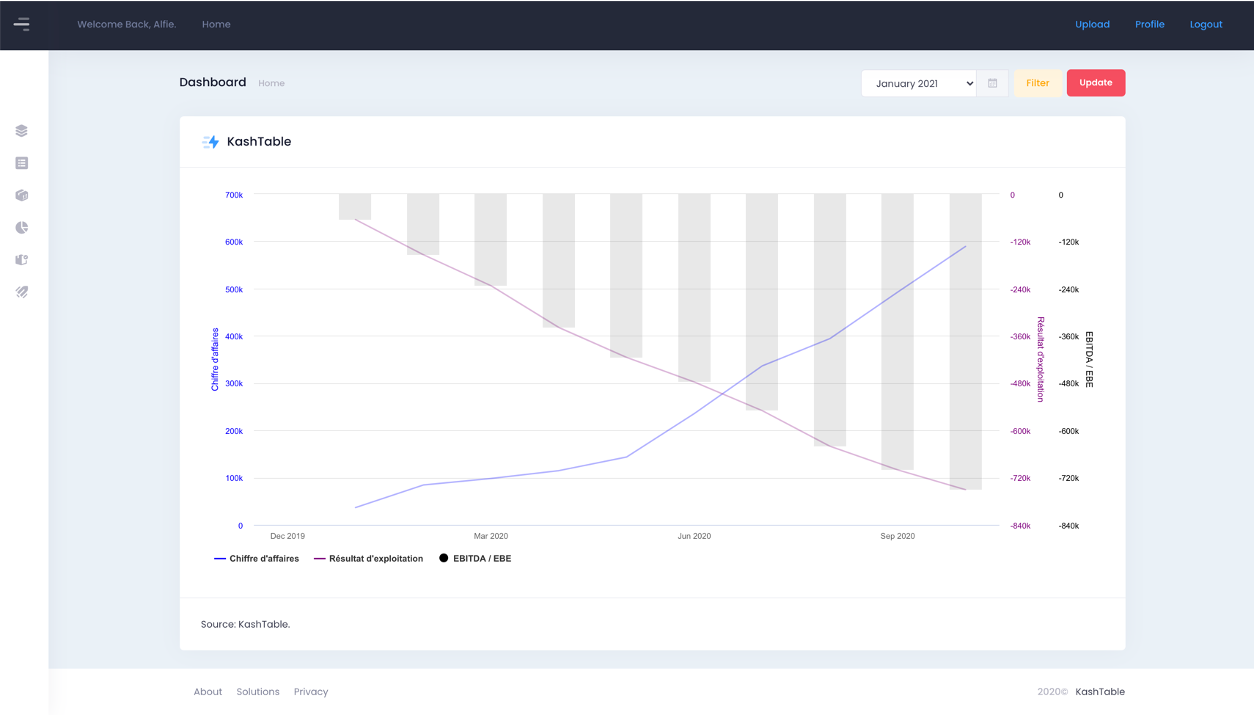 Welcome Back, Alfie. Home Upload Profile Logout
Dashboard Home January 2021 Filter Update
KashTable
700k 0 0
600k -120k -120k
500k -240k -240k
400k -360k -360k
300k -480k -480k
200k -600k -600k
100k -720k -720k
0 -840k -840k
Chiffre d'affaires
Résultat d'exploitation
EBITDA / EBE
Dec 2019 Mar 2020 Jun 2020 Sep 2020
Chiffre d'affaires Résultat d'exploitation EBITDA / EBE
Source: KashTable.
About Solutions Privacy 2020© KashTable